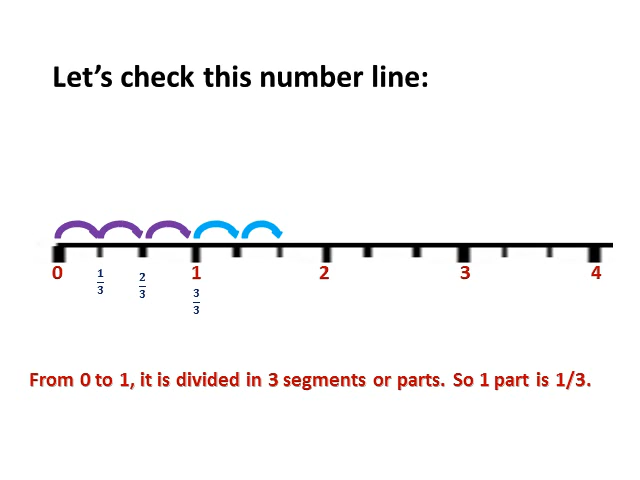 Let's check this number line:
0 1/3 2/3 1 2 3 4
3/3
From 0 to 1, it is divided in 3 segments or parts. So 1 part is 1/3.